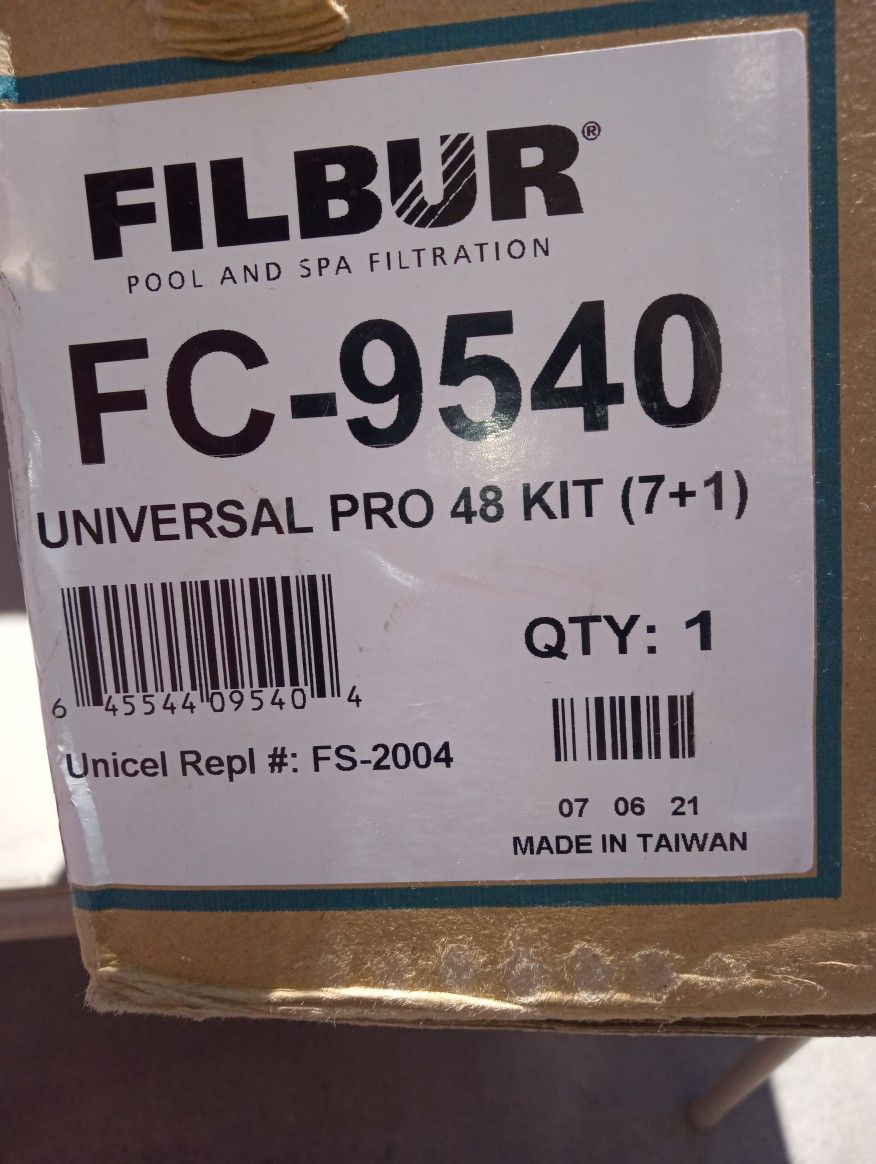 FILBUR®
POOL AND SPA FILTRATION
FC-9540
UNIVERSAL PRO 48 KIT (7+1)
QTY: 1
6 45544 09540 4
Unicel Repl #: FS-2004
07 06 21
MADE IN TAIWAN